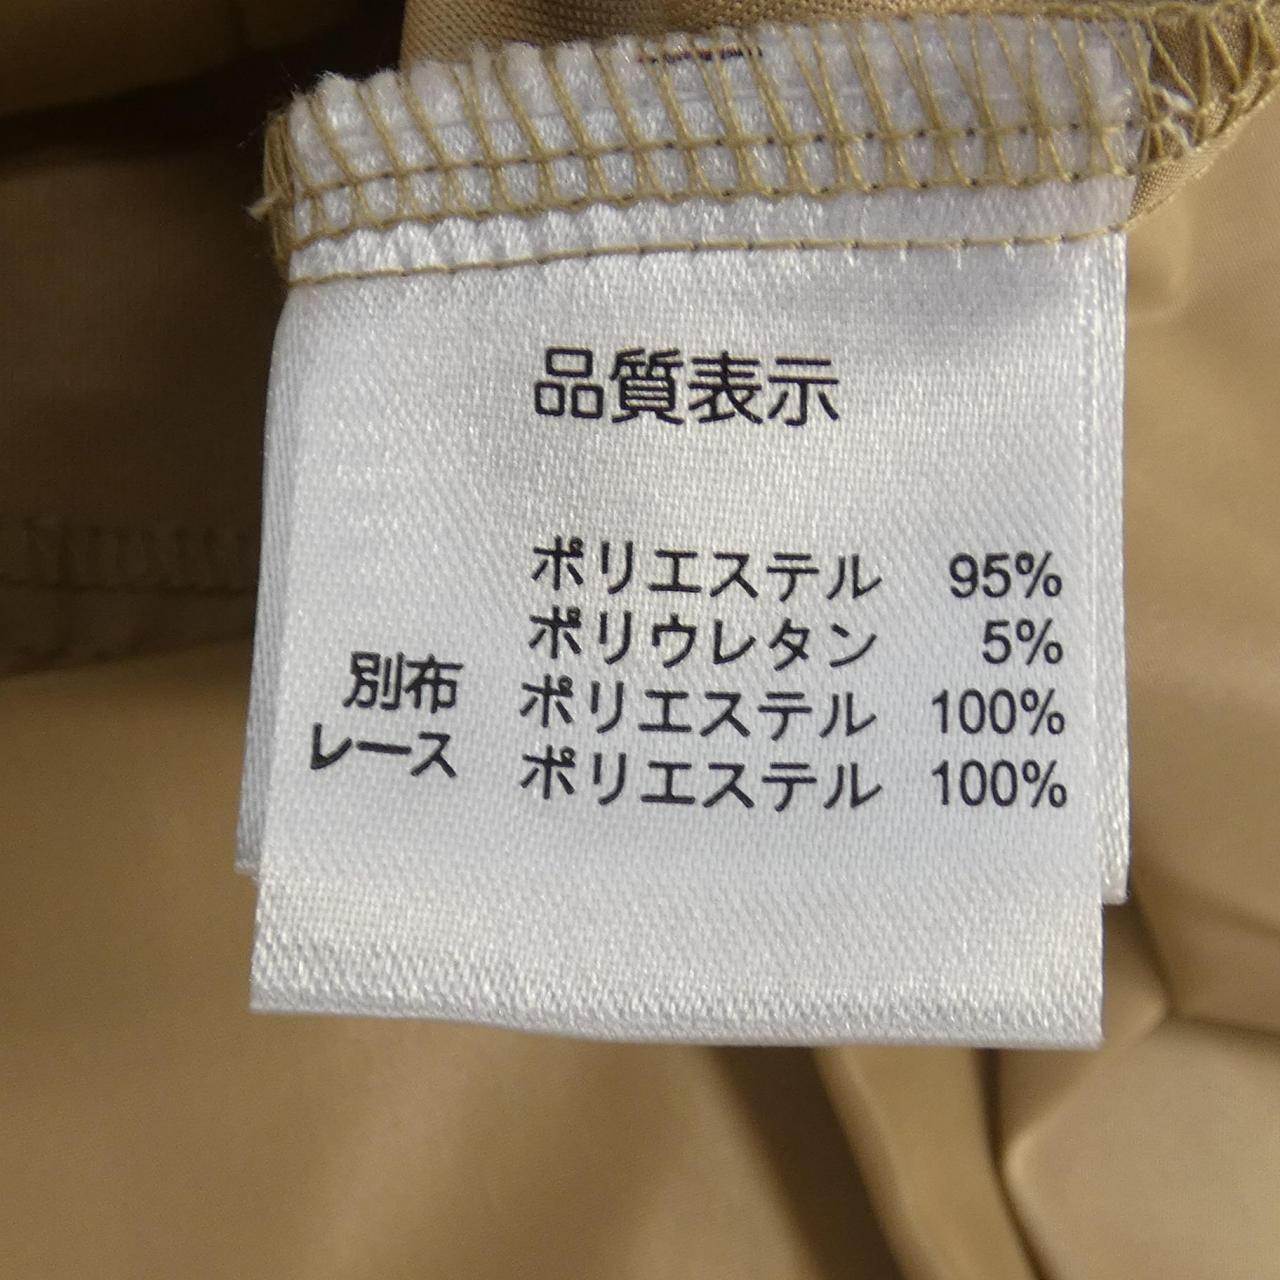 品質表示
ポリエステル 95%
ポリウレタン 5%
別布 ポリエステル 100%
レース ポリエステル 100%